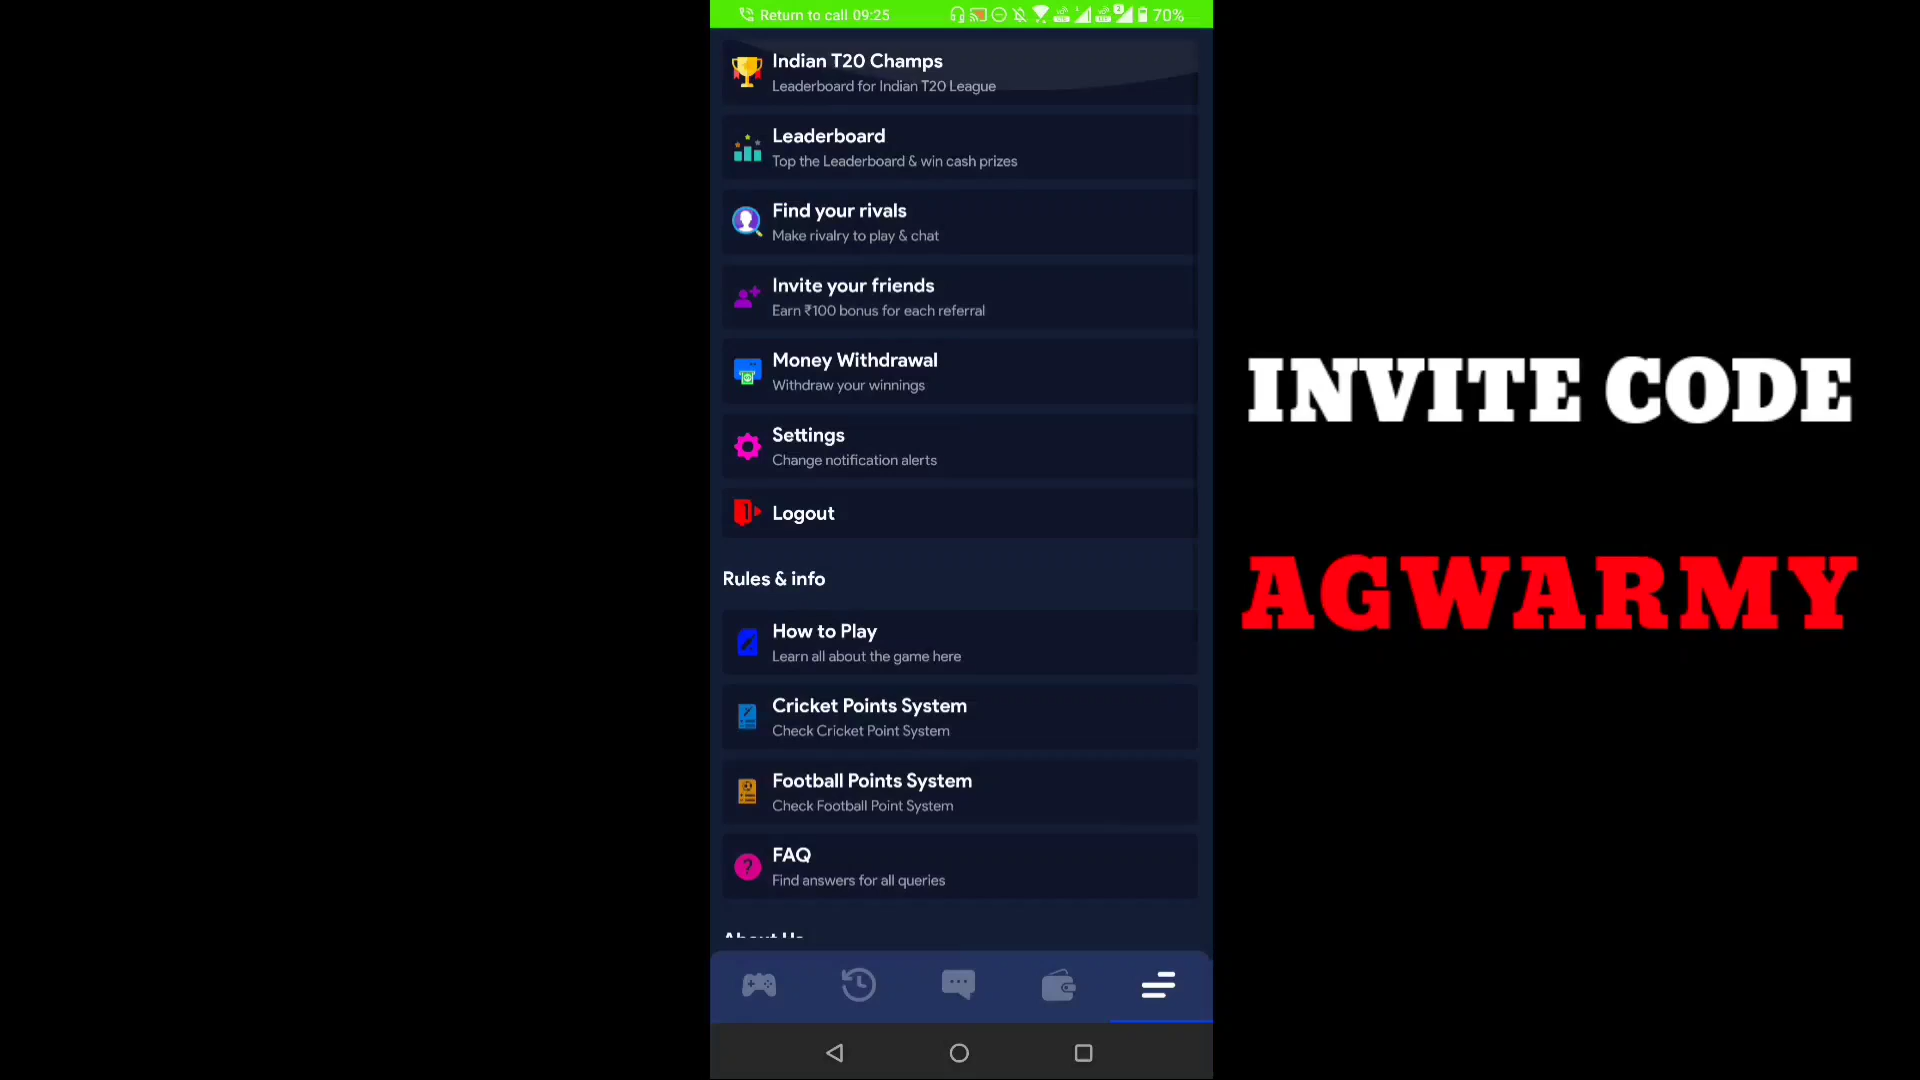 Return to call 09:25
70%
Indian T20 Champs
Leaderboard for Indian T20 League
Leaderboard
Top the Leaderboard & win cash prizes
Find your rivals
Make rivalry to play & chat
Invite your friends
Earn ₹100 bonus for each referral
Money Withdrawal
Withdraw your winnings
Settings
Change notification alerts
Logout
Rules & info
How to Play
Learn all about the game here
Cricket Points System
Check Cricket Point System
Football Points System
Check Football Point System
FAQ
Find answers for all queries
About Us
INVITE CODE
AGWARMY